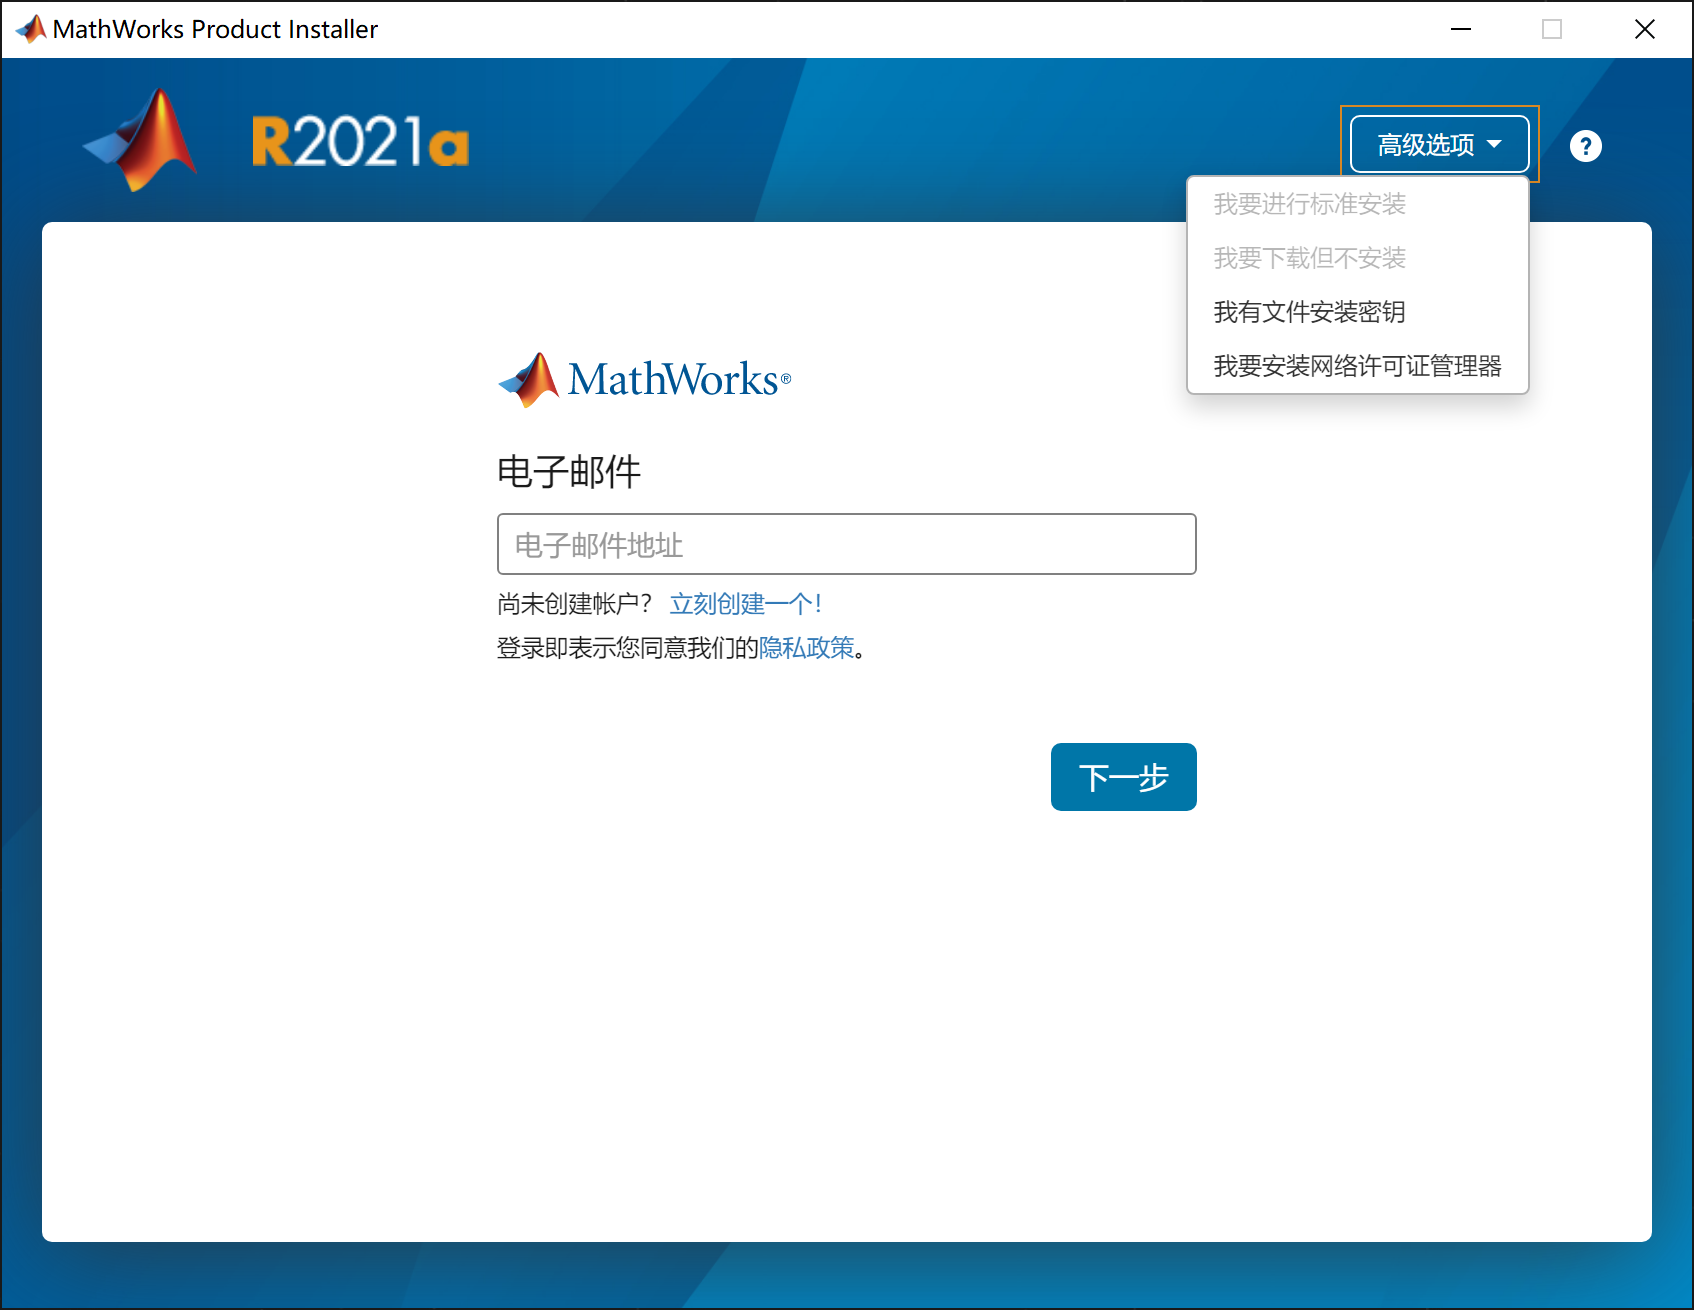 MathWorks Product Installer
R2021a
高级选项
?
我要进行标准安装
我要下载但不安装
我有文件安装密钥
我要安装网络许可证管理器
MathWorks®
电子邮件
电子邮件地址
尚未创建帐户? 立刻创建一个!
登录即表示您同意我们的隐私政策。
下一步